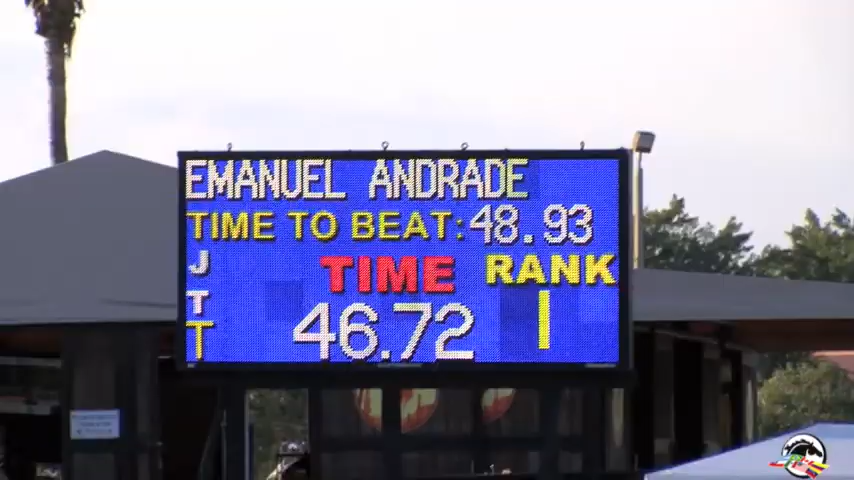 EMANUEL ANDRADE
TIME TO BEAT: 48.93
J TIME RANK
T 46.72 1
T